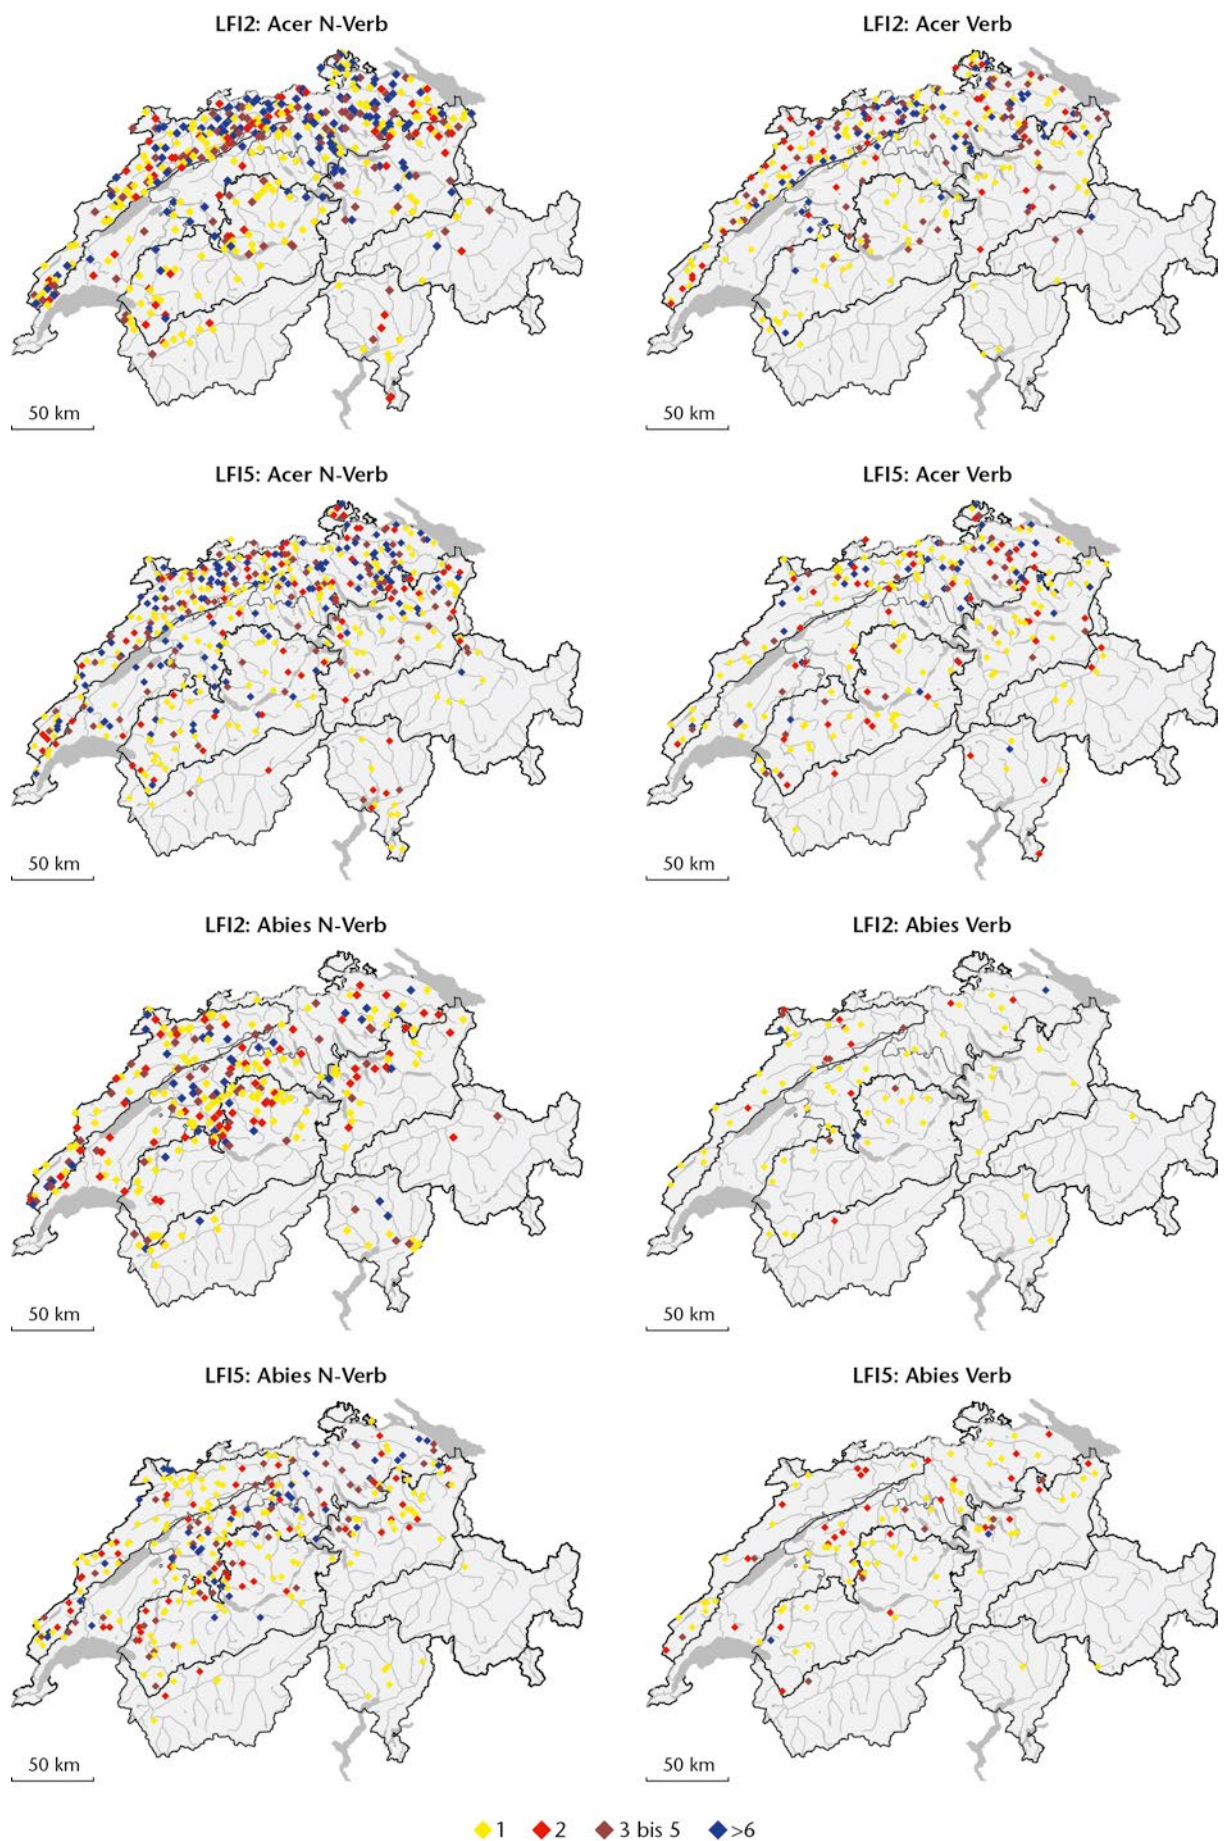 LFI2: Acer N-Verb
LFI2: Acer Verb
50 km
50 km
LFI5: Acer N-Verb
LFI5: Acer Verb
50 km
50 km
LFI2: Abies N-Verb
LFI2: Abies Verb
50 km
50 km
LFI5: Abies N-Verb
LFI5: Abies Verb
50 km
50 km
1 2 3 bis 5 >6